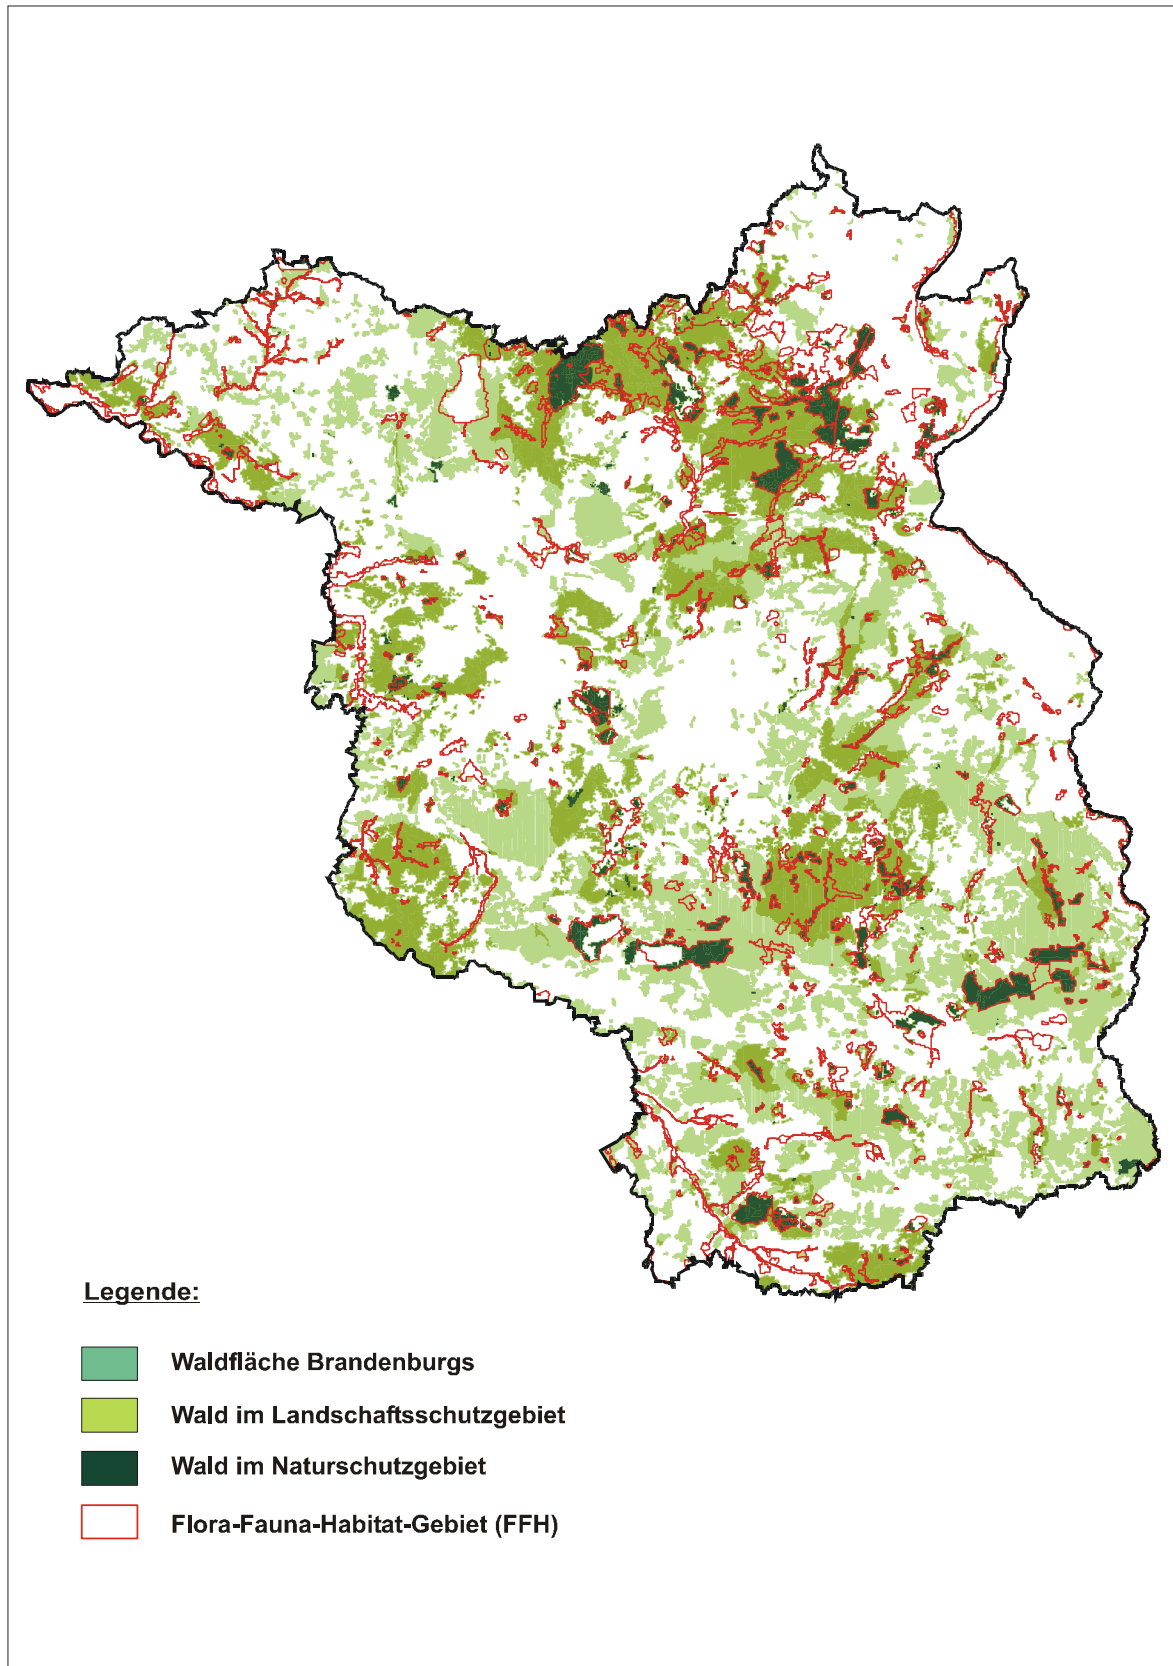 Legende:
Waldfläche Brandenburgs
Wald im Landschaftsschutzgebiet
Wald im Naturschutzgebiet
Flora-Fauna-Habitat-Gebiet (FFH)